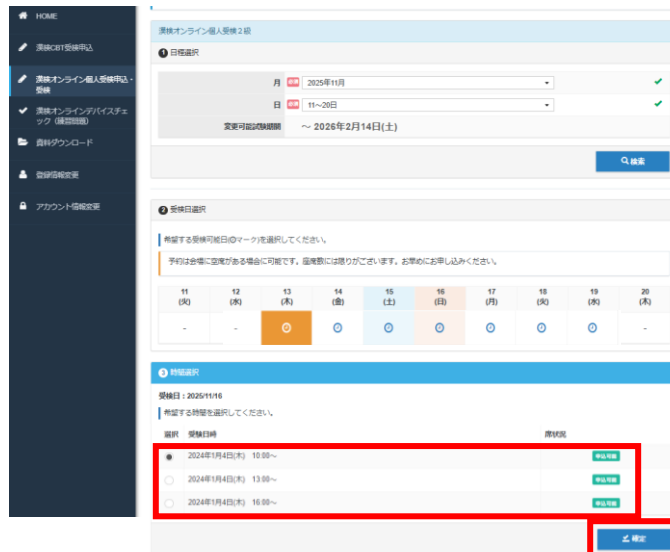 HOME
漢検CBT受検申込
漢検オンライン個人受検申込・
受検
漢検オンラインデバイスチェ
ック（練習問題）
資料ダウンロード
登録情報変更
アカウント情報変更
漢検オンライン個人受検2級
❶ 日程選択
月 必須 2025年11月
日 必須 11～20日
変更可能試験期間 ～ 2026年2月14日(土)
検索
❷ 受検日選択
希望する受検可能日(◎マーク)を選択してください。
予約は会場に空席がある場合に可能です。座席数には限りがございます。お早めにお申し込みください。
11 12 13 14 15 16 17 18 19 20
(火) (水) (木) (金) (土) (日) (月) (火) (水) (木)
- - ◎ ◎ ◎ ◎ ◎ ◎ ◎ -
❸ 時間選択
受検日：2025/11/16
希望する時間を選択してください。
選択 受験日時 席状況
2024年1月4日(木) 10:00～ 申込可能
2024年1月4日(木) 13:00～ 申込可能
2024年1月4日(木) 16:00～ 申込可能
確定